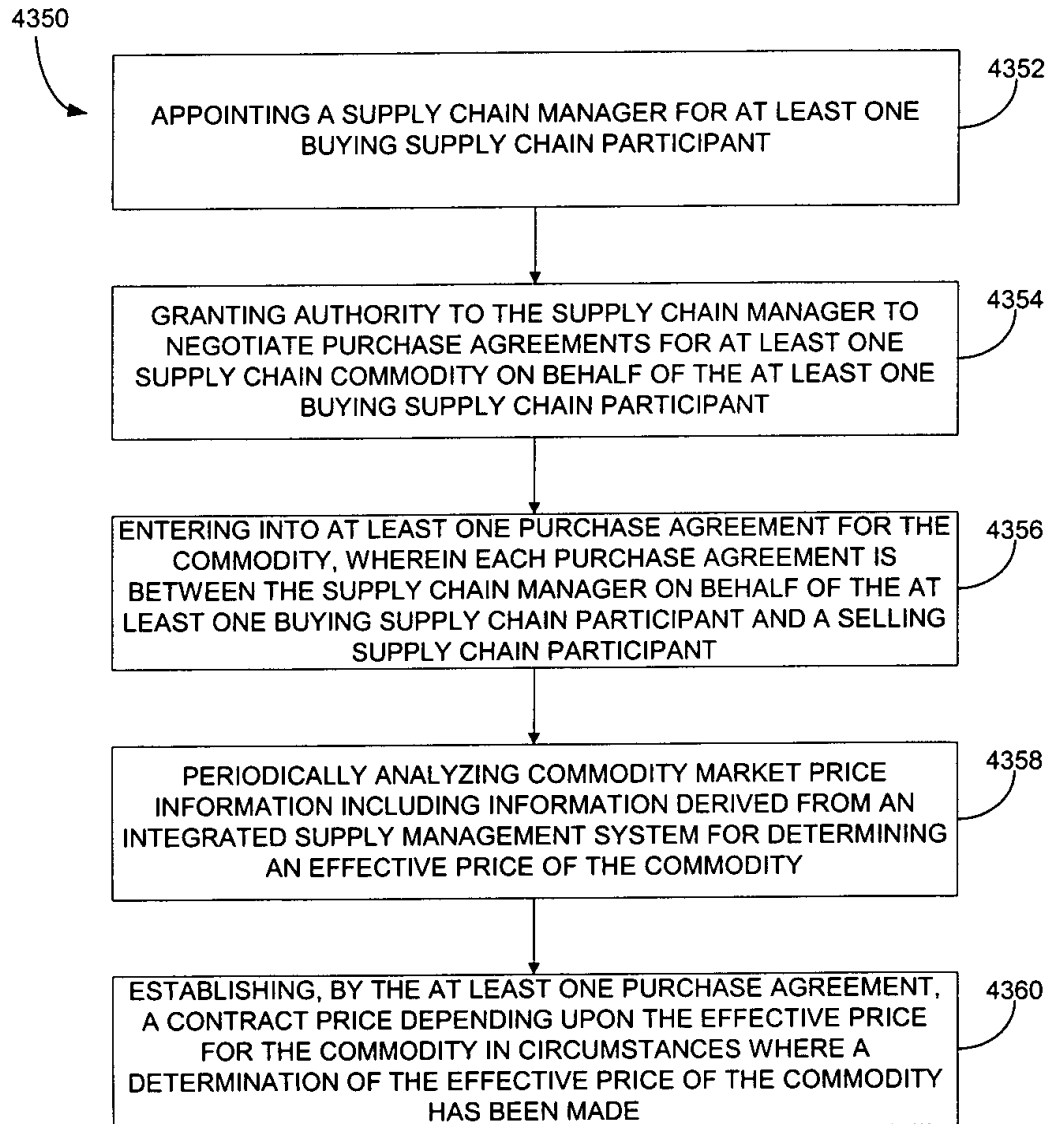 4350
4352
APPOINTING A SUPPLY CHAIN MANAGER FOR AT LEAST ONE
BUYING SUPPLY CHAIN PARTICIPANT
4354
GRANTING AUTHORITY TO THE SUPPLY CHAIN MANAGER TO
NEGOTIATE PURCHASE AGREEMENTS FOR AT LEAST ONE
SUPPLY CHAIN COMMODITY ON BEHALF OF THE AT LEAST ONE
BUYING SUPPLY CHAIN PARTICIPANT
4356
ENTERING INTO AT LEAST ONE PURCHASE AGREEMENT FOR THE
COMMODITY, WHEREIN EACH PURCHASE AGREEMENT IS
BETWEEN THE SUPPLY CHAIN MANAGER ON BEHALF OF THE AT
LEAST ONE BUYING SUPPLY CHAIN PARTICIPANT AND A SELLING
SUPPLY CHAIN PARTICIPANT
4358
PERIODICALLY ANALYZING COMMODITY MARKET PRICE
INFORMATION INCLUDING INFORMATION DERIVED FROM AN
INTEGRATED SUPPLY MANAGEMENT SYSTEM FOR DETERMINING
AN EFFECTIVE PRICE OF THE COMMODITY
4360
ESTABLISHING, BY THE AT LEAST ONE PURCHASE AGREEMENT,
A CONTRACT PRICE DEPENDING UPON THE EFFECTIVE PRICE
FOR THE COMMODITY IN CIRCUMSTANCES WHERE A
DETERMINATION OF THE EFFECTIVE PRICE OF THE COMMODITY
HAS BEEN MADE